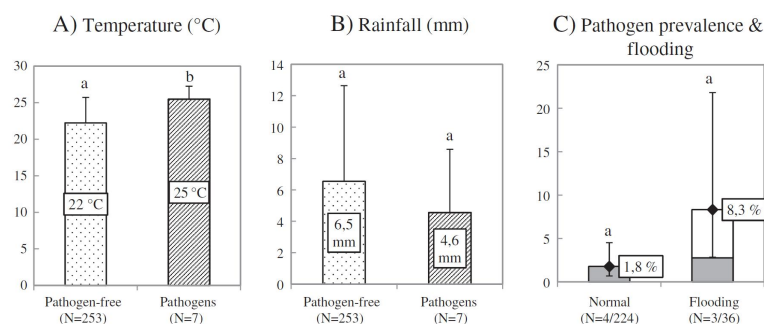 A) Temperature (°C)
30
25
20
15
10
5
0
a
b
22 °C
25 °C
Pathogen-free
(N=253)
Pathogens
(N=7)
B) Rainfall (mm)
14
12
10
8
6
4
2
0
a
a
6,5
mm
4,6
mm
Pathogen-free
(N=253)
Pathogens
(N=7)
C) Pathogen prevalence &
flooding
25
20
15
10
5
0
a
a
1,8 %
8,3 %
Normal
(N=4/224)
Flooding
(N=3/36)